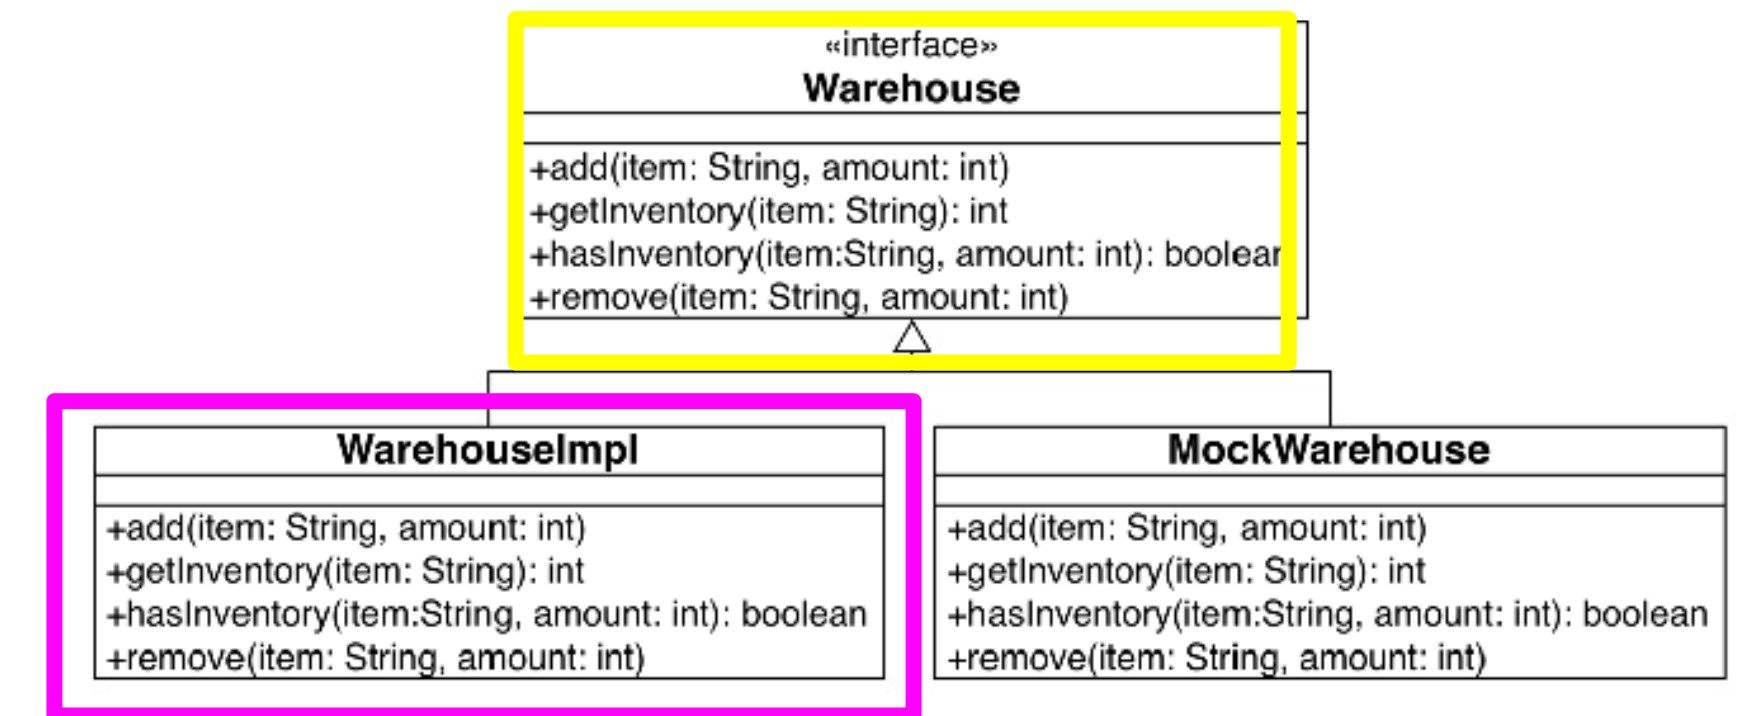 «interface»
Warehouse
+add(item: String, amount: int)
+getInventory(item: String): int
+hasInventory(item:String, amount: int): boolean
+remove(item: String, amount: int)
WarehouseImpl
+add(item: String, amount: int)
+getInventory(item: String): int
+hasInventory(item:String, amount: int): boolean
+remove(item: String, amount: int)
MockWarehouse
+add(item: String, amount: int)
+getInventory(item: String): int
+hasInventory(item:String, amount: int): boolean
+remove(item: String, amount: int)